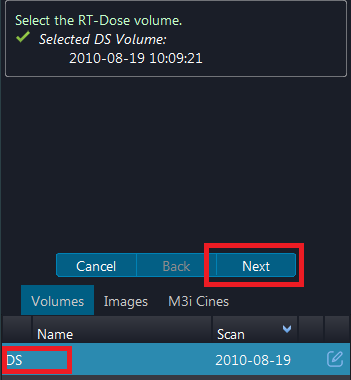 Select the RT-Dose volume.
Selected DS Volume:
2010-08-19 10:09:21
Cancel Back Next
Volumes Images M3i Cines
Name Scan
DS 2010-08-19